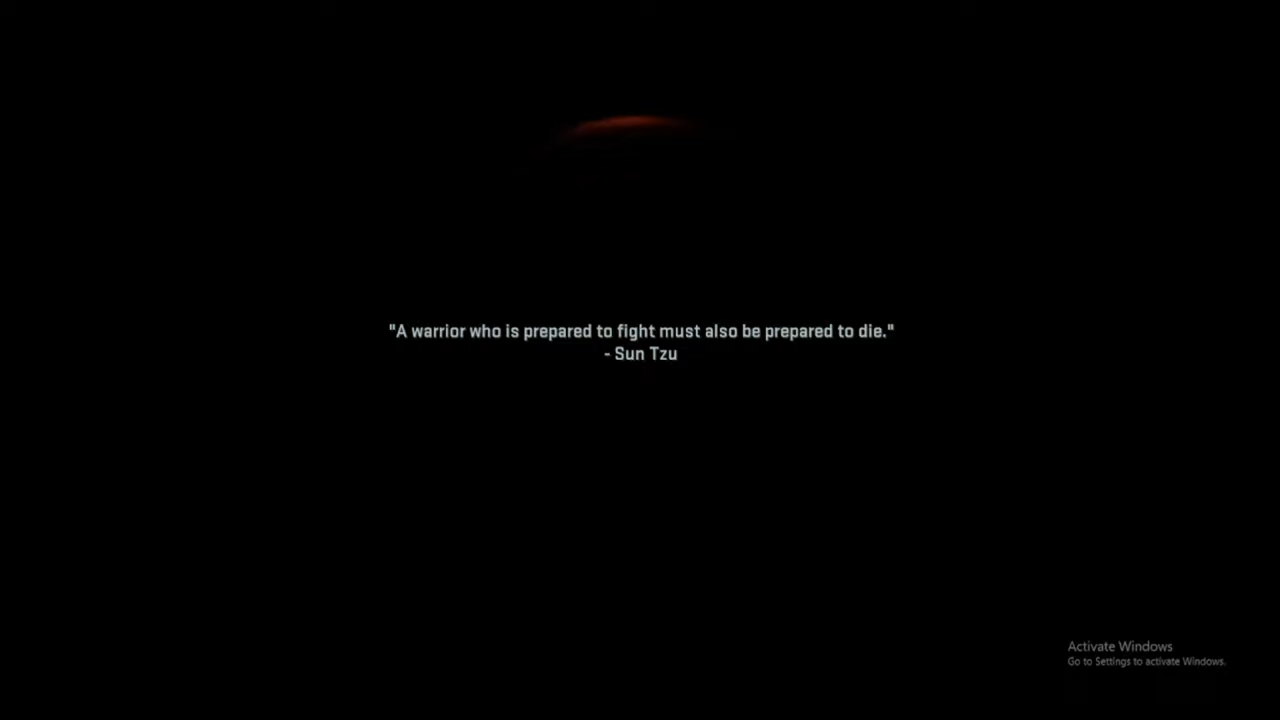 "A warrior who is prepared to fight must also be prepared to die."
- Sun Tzu
Activate Windows
Go to Settings to activate Windows.